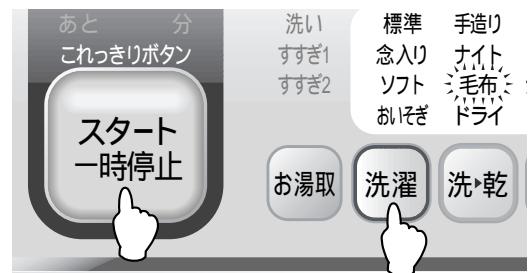 あと 分
これっきりボタン
スタート
一時停止
洗い
すすぎ1
すすぎ2
標準 手造り
念入り ナイト
ソフト 毛布
おいそぎ ドライ
お湯取
洗濯
洗▸乾